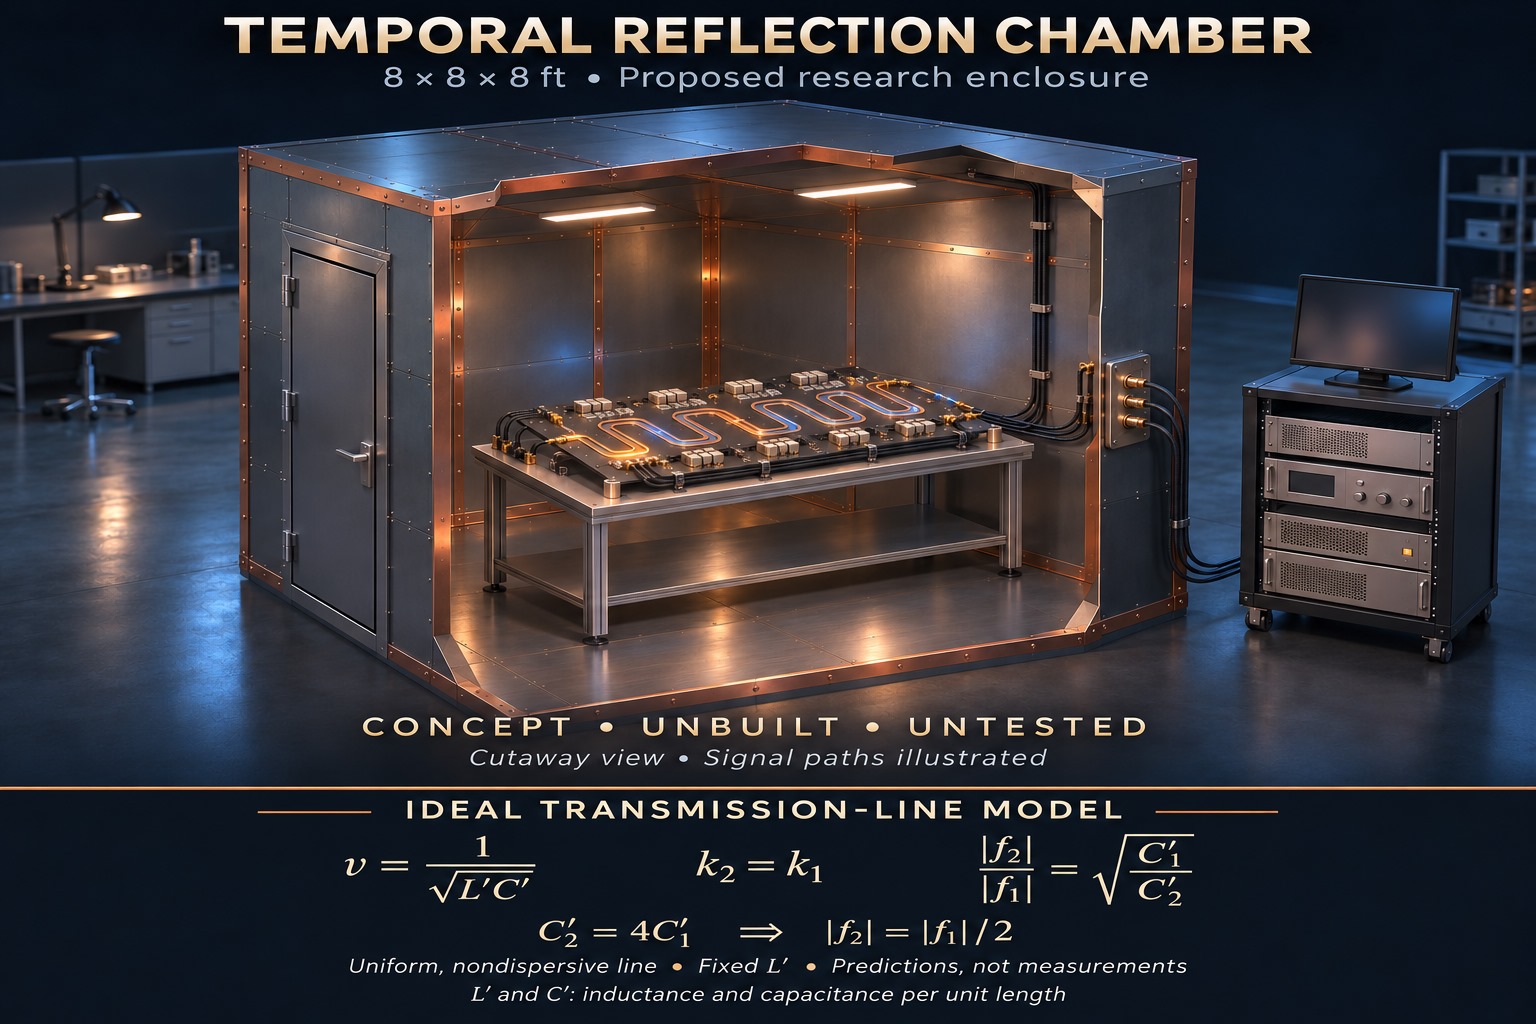 TEMPORAL REFLECTION CHAMBER
8 × 8 × 8 ft • Proposed research enclosure
CONCEPT • UNBUILT • UNTESTED
Cutaway view • Signal paths illustrated
IDEAL TRANSMISSION-LINE MODEL
v = 1/√(L′C′)    k₂ = k₁    |f₂|/|f₁| = √(C′₁/C′₂)
C′₂ = 4C′₁ ⟹ |f₂| = |f₁|/2
Uniform, nondispersive line • Fixed L′ • Predictions, not measurements
L′ and C′: inductance and capacitance per unit length